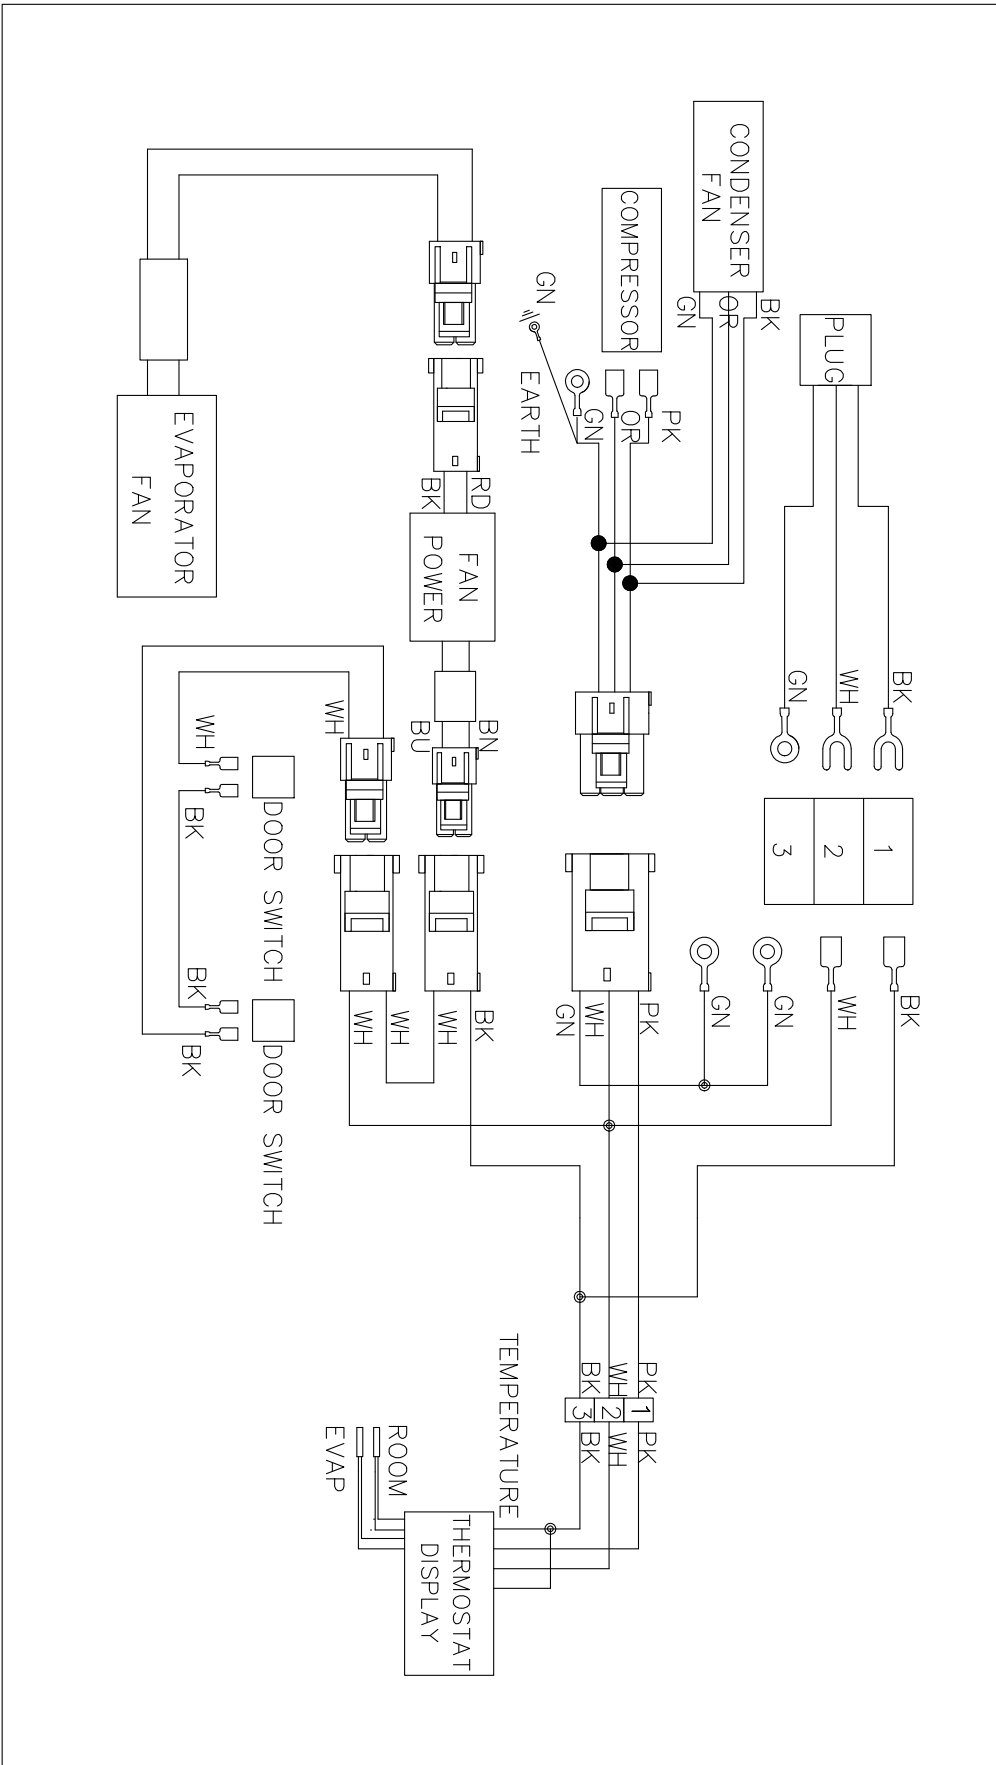 CONDENSER
FAN
BK
OR
GN
PLUG
BK
WH
GN
1
2
3
BK
WH
GN
GN
COMPRESSOR
PK
OR
GN
GN
EARTH
PK
WH
GN
RD
BK
FAN
POWER
BN
BU
BK
WH
WH
WH
WH
EVAPORATOR
FAN
WH
BK
DOOR SWITCH
BK
BK
DOOR SWITCH
PK
WH
BK
1
2
3
PK
WH
BK
TEMPERATURE
ROOM
EVAP
THERMOSTAT
DISPLAY